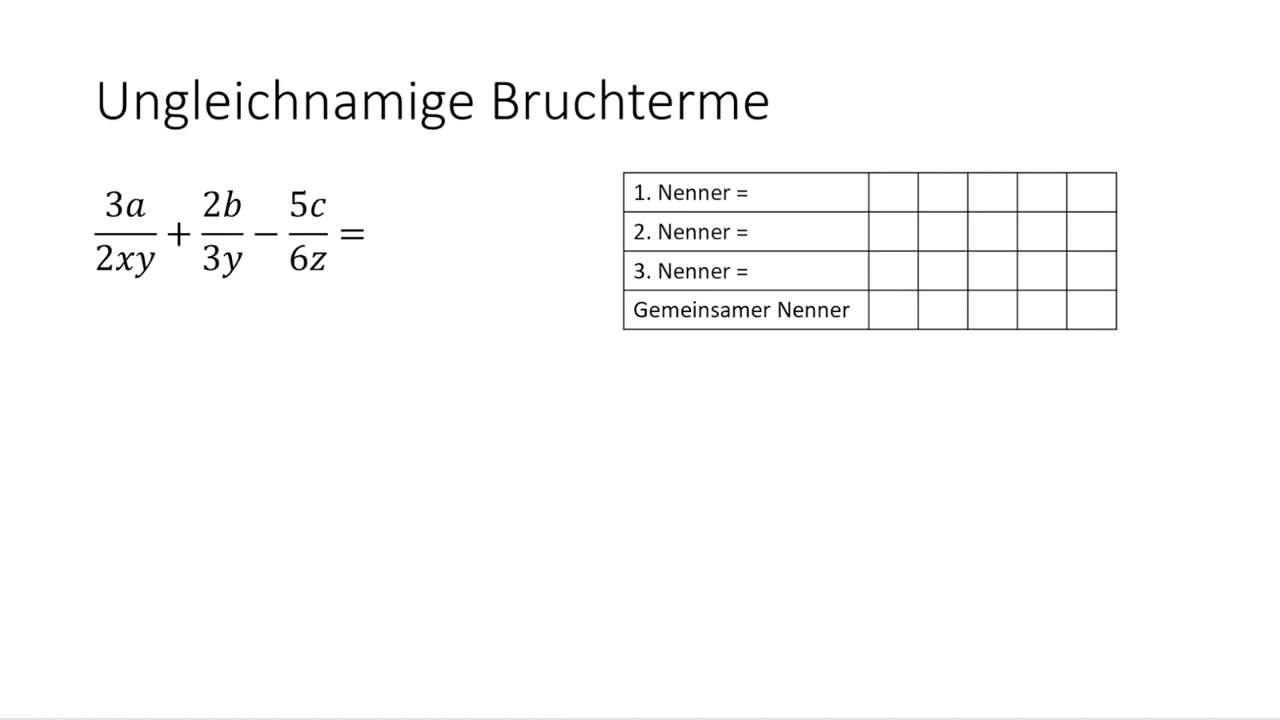 Ungleichnamige Bruchterme
3a/2xy + 2b/3y − 5c/6z =
1. Nenner =
2. Nenner =
3. Nenner =
Gemeinsamer Nenner